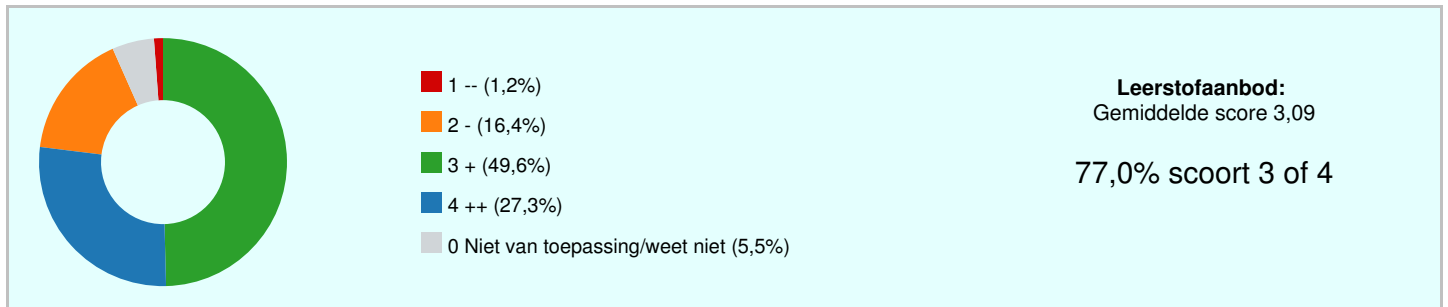 1 -- (1,2%)
2 - (16,4%)
3 + (49,6%)
4 ++ (27,3%)
0 Niet van toepassing/weet niet (5,5%)
Leerstofaanbod:
Gemiddelde score 3,09
77,0% scoort 3 of 4